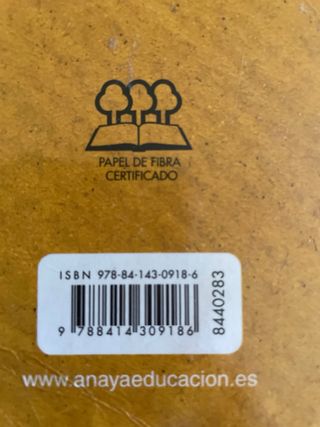 PAPEL DE FIBRA
CERTIFICADO
ISBN 978-84-143-0918-6
9 788414 309186
8440283
www.anayaeducacion.es